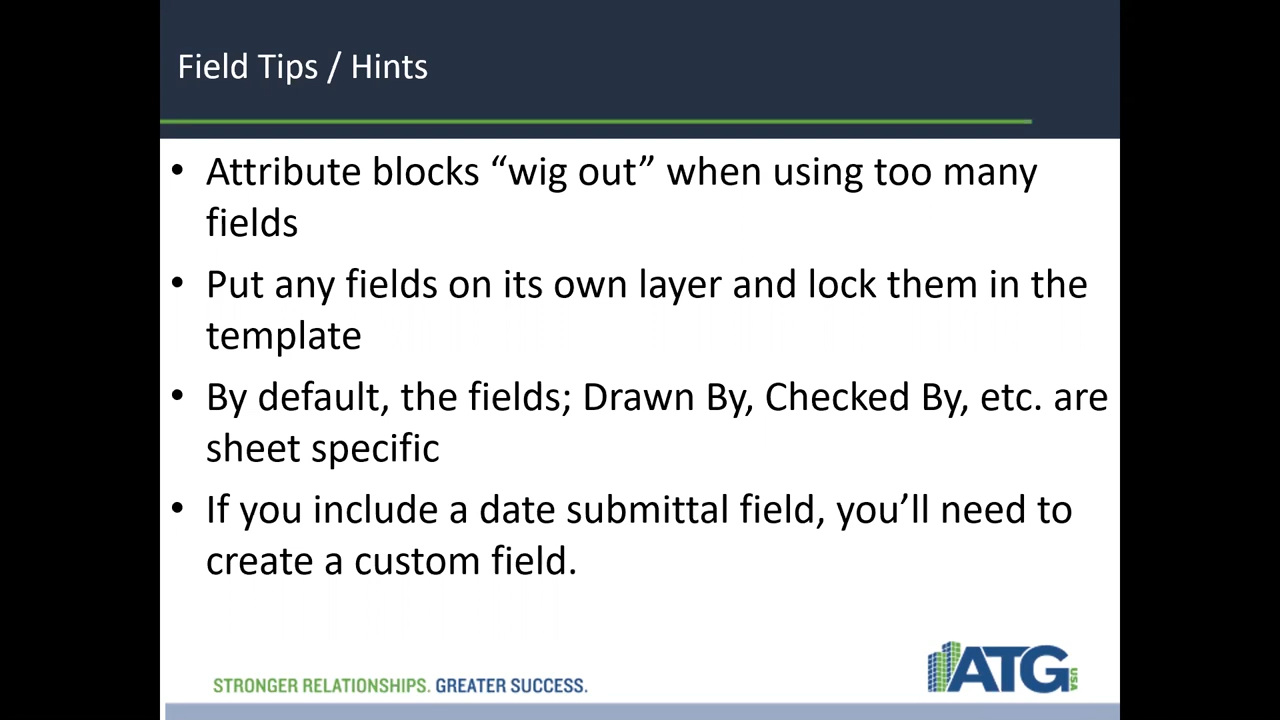 Field Tips / Hints
• Attribute blocks “wig out” when using too many
fields
• Put any fields on its own layer and lock them in the
template
• By default, the fields; Drawn By, Checked By, etc. are
sheet specific
• If you include a date submittal field, you’ll need to
create a custom field.
STRONGER RELATIONSHIPS. GREATER SUCCESS.
ATG USA